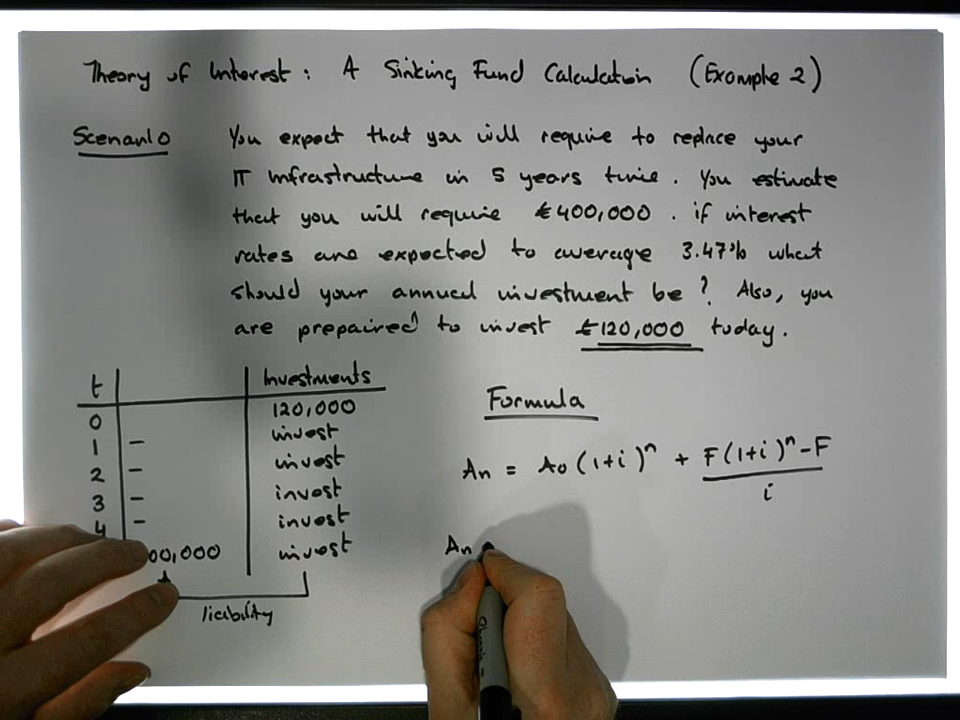 Theory of Interest : A Sinking Fund Calculation (Example 2)
Scenario You expect that you will require to replace your
IT infrastructure in 5 years time. You estimate
that you will require €400,000. if interest
rates are expected to average 3.47% what
should your annual investment be? Also, you
are prepaired to invest €120,000 today.
t Investments
0 120,000
1 – invest
2 – invest
3 – invest
4 – invest
00,000 invest
liability
Formula
An = A0 (1+i)^n + F(1+i)^n - F
i
An